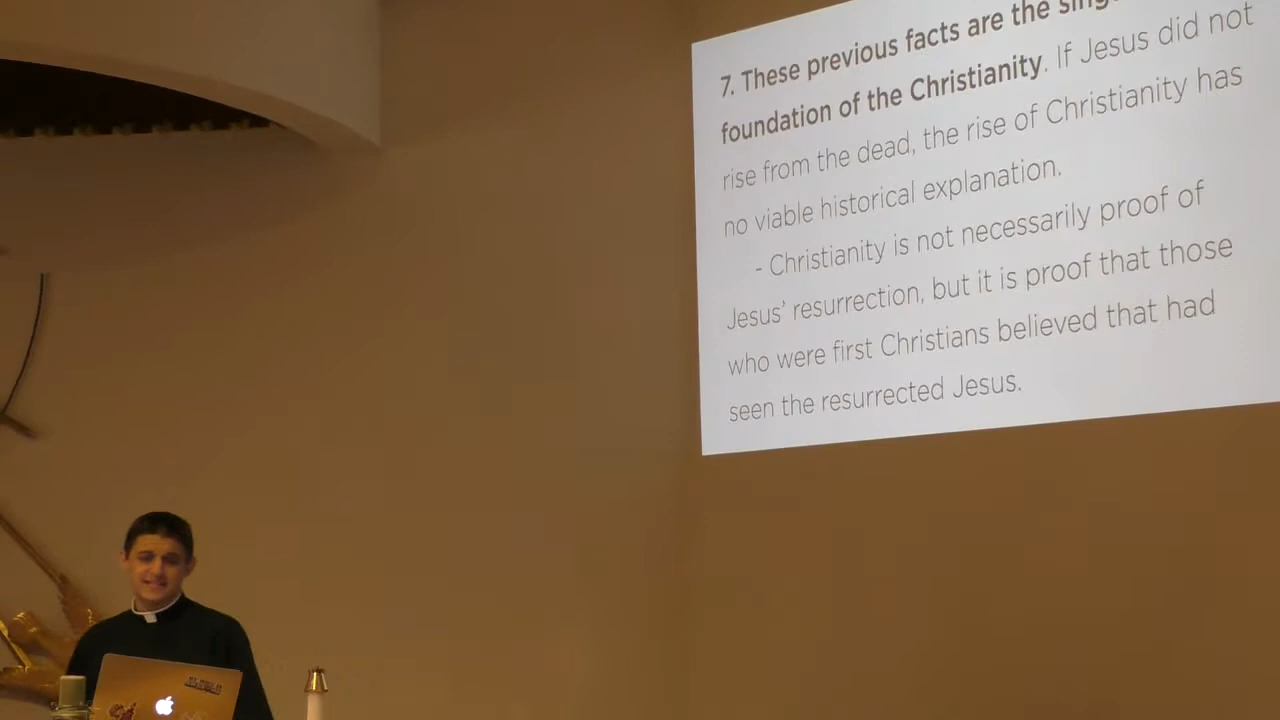 7. These previous facts are the
foundation of the Christianity. If Jesus did not
rise from the dead, the rise of Christianity has
no viable historical explanation.
- Christianity is not necessarily proof of
Jesus' resurrection, but it is proof that those
who were first Christians believed that had
seen the resurrected Jesus.